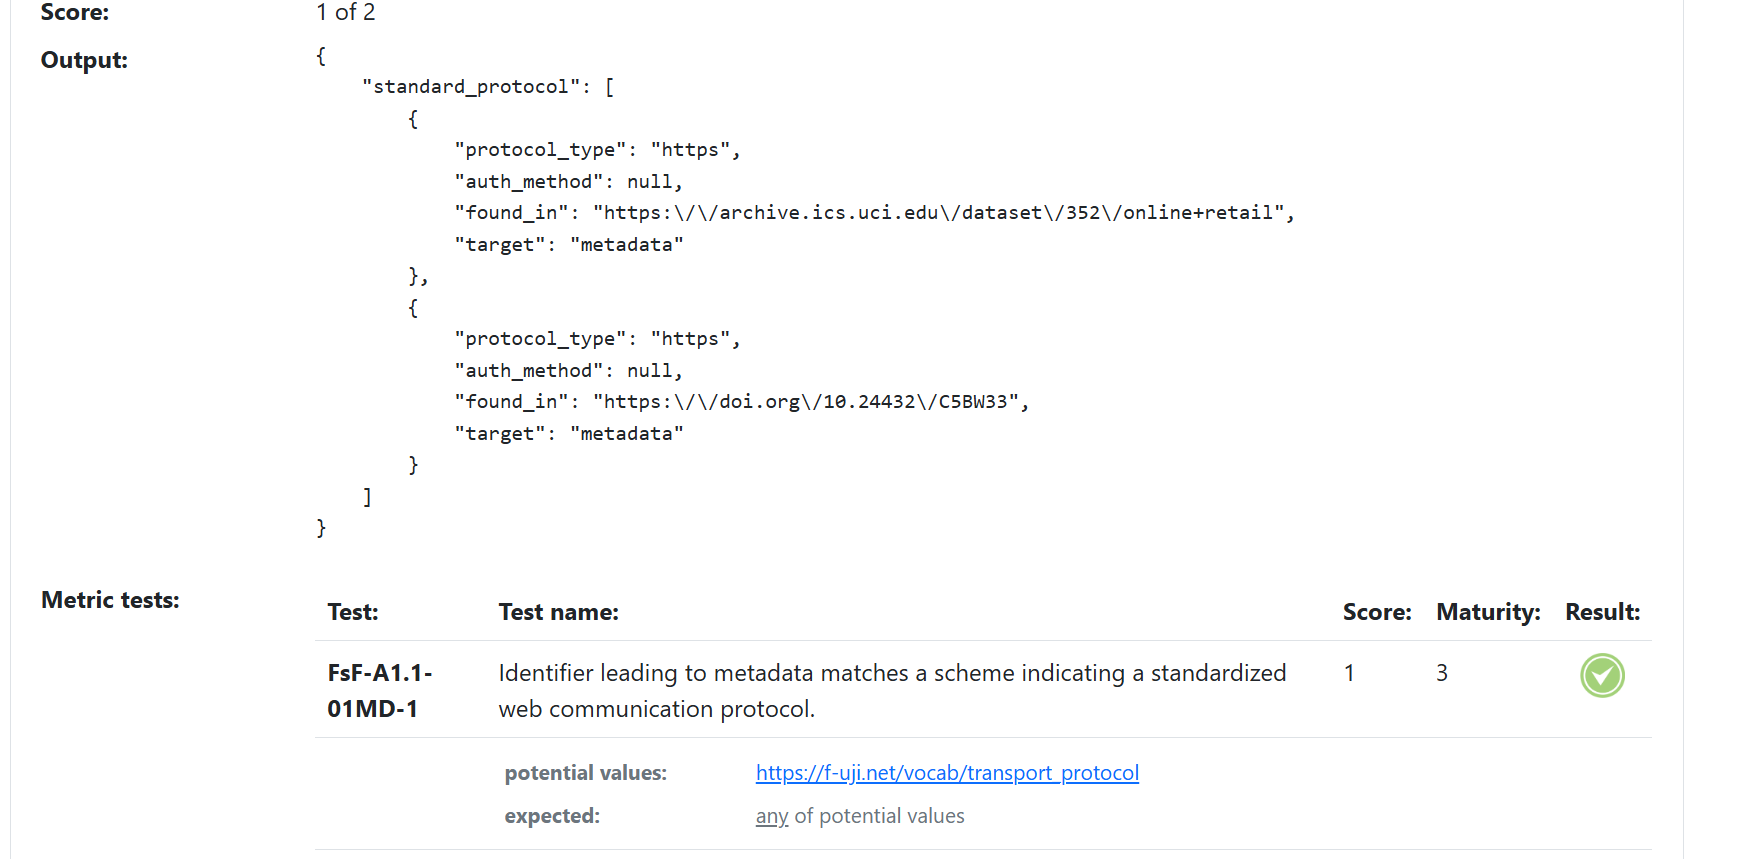 Score: 1 of 2
Output: {
"standard_protocol": [
{
"protocol_type": "https",
"auth_method": null,
"found_in": "https:\/\/archive.ics.uci.edu\/dataset\/352\/online+retail",
"target": "metadata"
},
{
"protocol_type": "https",
"auth_method": null,
"found_in": "https:\/\/doi.org\/10.24432\/C5BW33",
"target": "metadata"
}
]
}
Metric tests:
Test: Test name: Score: Maturity: Result:
FsF-A1.1- Identifier leading to metadata matches a scheme indicating a standardized 1 3
01MD-1 web communication protocol.
potential values: https://f-uji.net/vocab/transport_protocol
expected: any of potential values